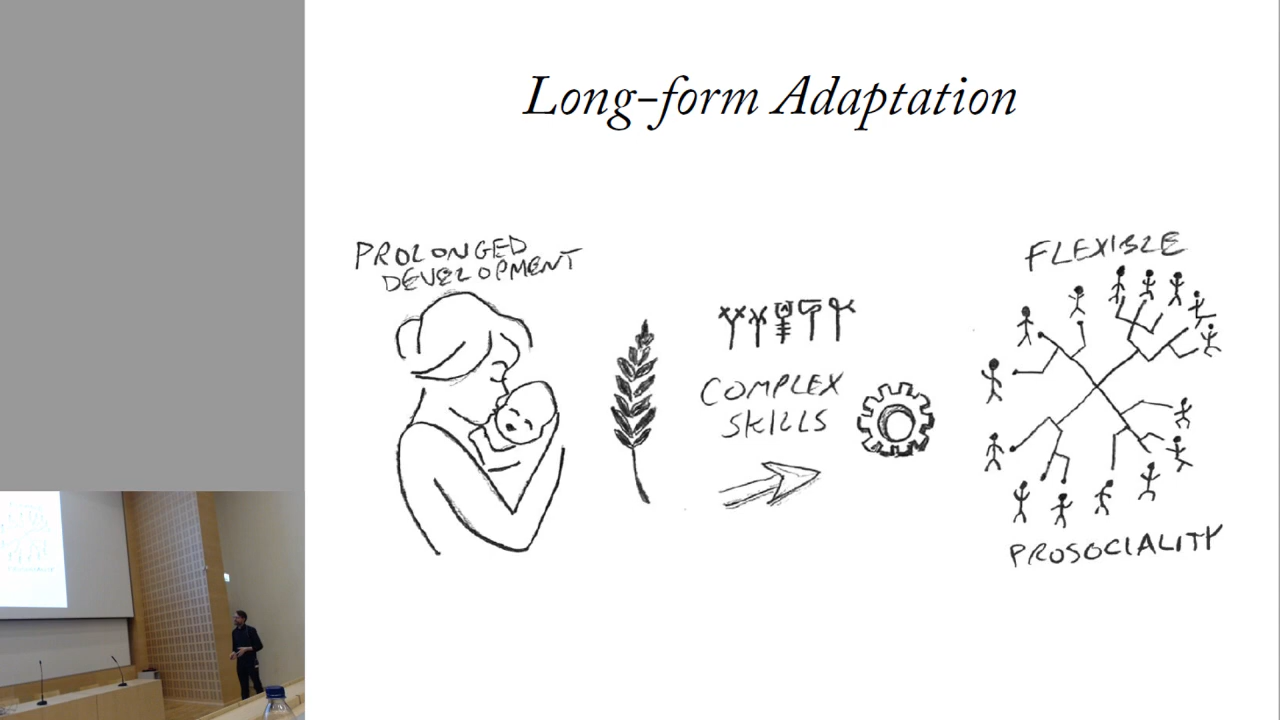 Long-form Adaptation
PROLONGED
DEVELOPMENT
COMPLEX
SKILLS
FLEXIBLE
PROSOCIALITY